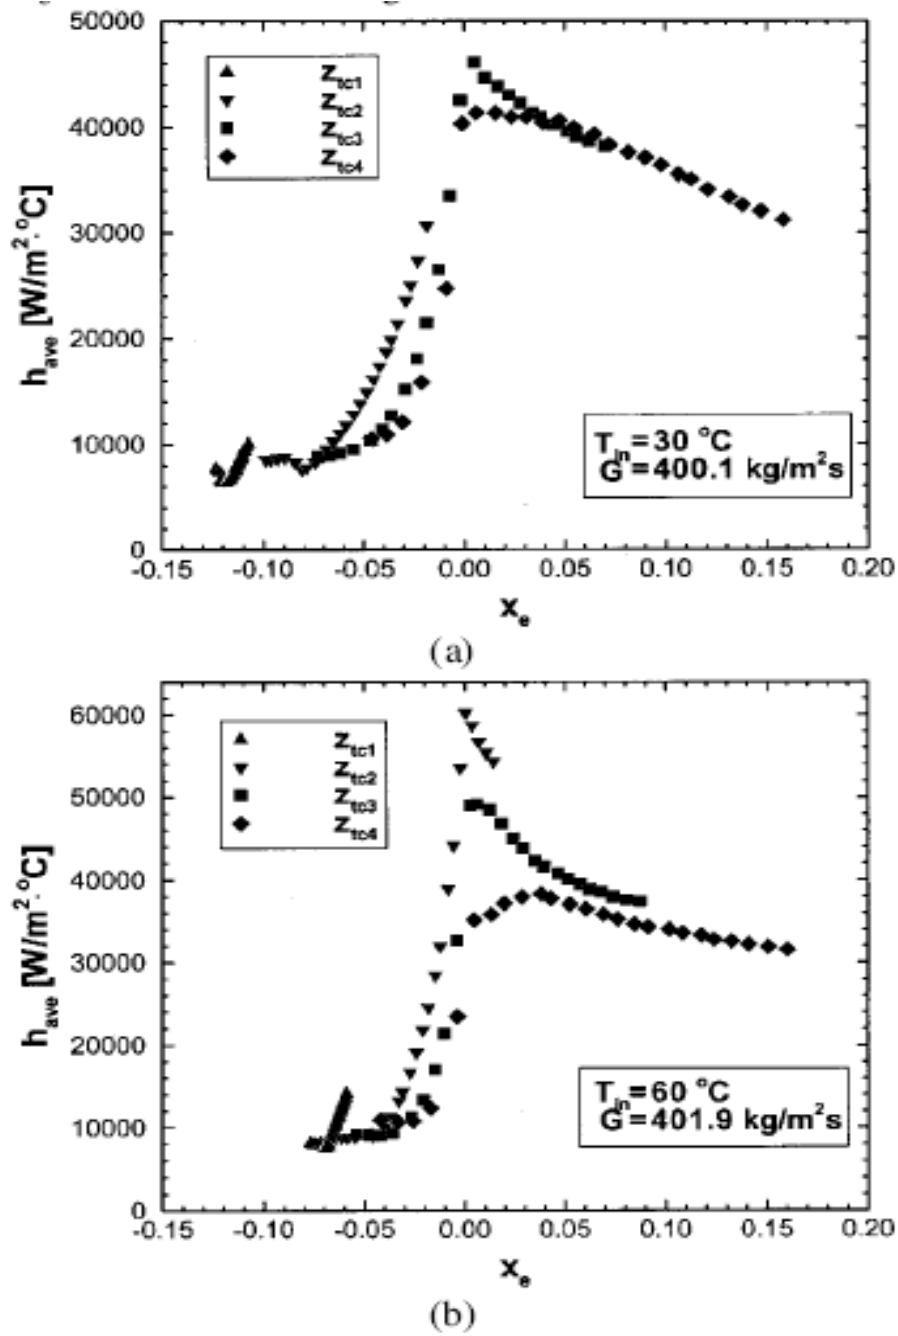 50000
40000
30000
20000
10000
0
h_ave [W/m²·°C]
Z_tc1
Z_tc2
Z_tc3
Z_tc4
T_in=30 °C
G=400.1 kg/m²s
-0.15 -0.10 -0.05 0.00 0.05 0.10 0.15 0.20
X_e
(a)
60000
50000
40000
30000
20000
10000
0
h_ave [W/m²·°C]
Z_tc1
Z_tc2
Z_tc3
Z_tc4
T_in=60 °C
G=401.9 kg/m²s
-0.15 -0.10 -0.05 0.00 0.05 0.10 0.15 0.20
X_e
(b)